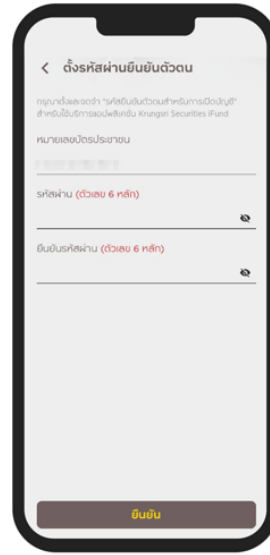 ตั้งรหัสผ่านยืนยันตัวตน
กรุณาตั้งและจดจำ "รหัสยืนยันตัวตนสำหรับการเปิดบัญชี"
สำหรับใช้บริการแอปพลิเคชัน Krungsri Securities iFund
หมายเลขบัตรประชาชน
รหัสผ่าน (ตัวเลข 6 หลัก)
ยืนยันรหัสผ่าน (ตัวเลข 6 หลัก)
ยืนยัน